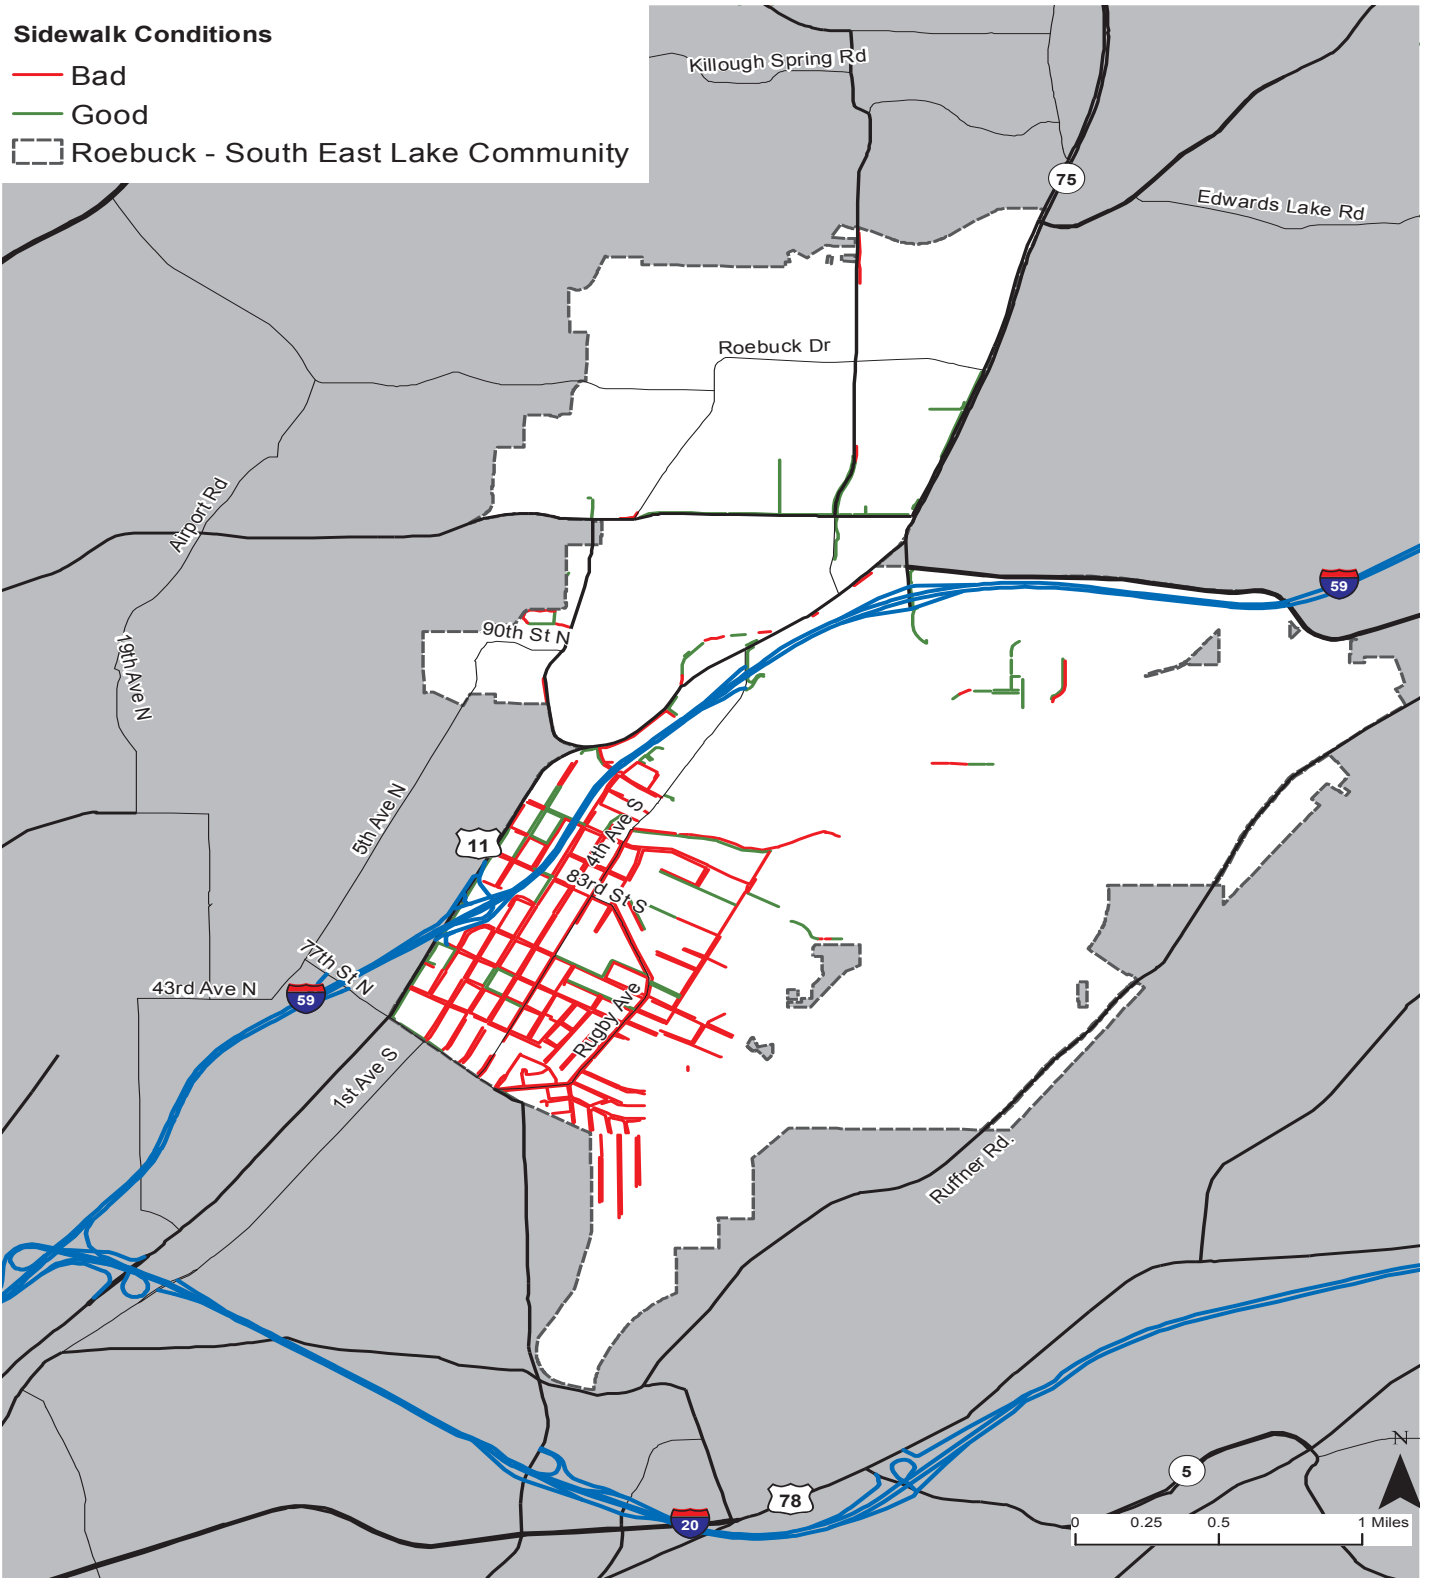 Sidewalk Conditions
Bad
Good
Roebuck - South East Lake Community
Killough Spring Rd
75
Edwards Lake Rd
Roebuck Dr
Airport Rd
59
90th St N
19th Ave N
5th Ave N
11
4th Ave S
83rd St S
77th St N
43rd Ave N
59
Rugby Ave
1st Ave S
Ruffner Rd.
N
5
78
20
0 0.25 0.5 1 Miles